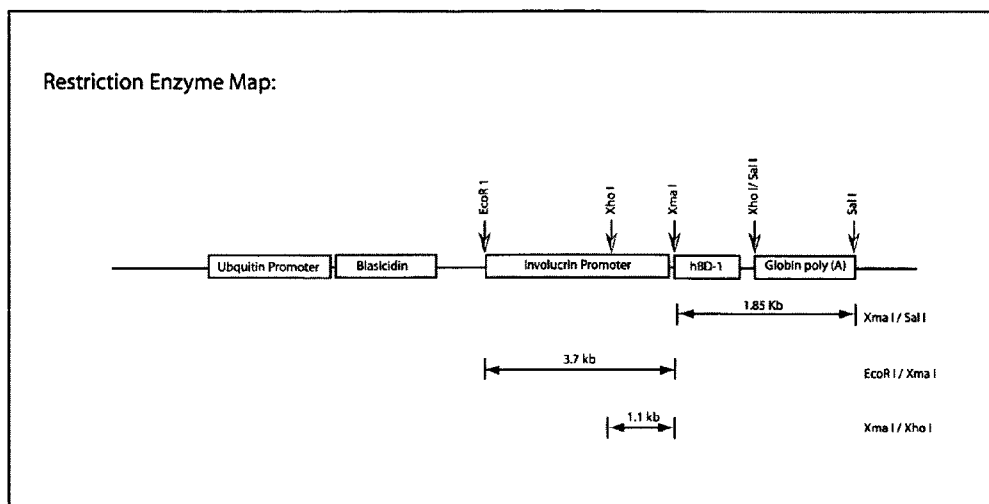 Restriction Enzyme Map:
EcoR 1
Xho I
Xma I
Xho I/ Sal I
Sal I
Ubquitin Promoter
Blasicidin
Involucrin Promoter
hBD-1
Globin poly (A)
1.85 Kb
Xma I / Sal I
3.7 kb
EcoR I / Xma I
1.1 kb
Xma I / Xho I